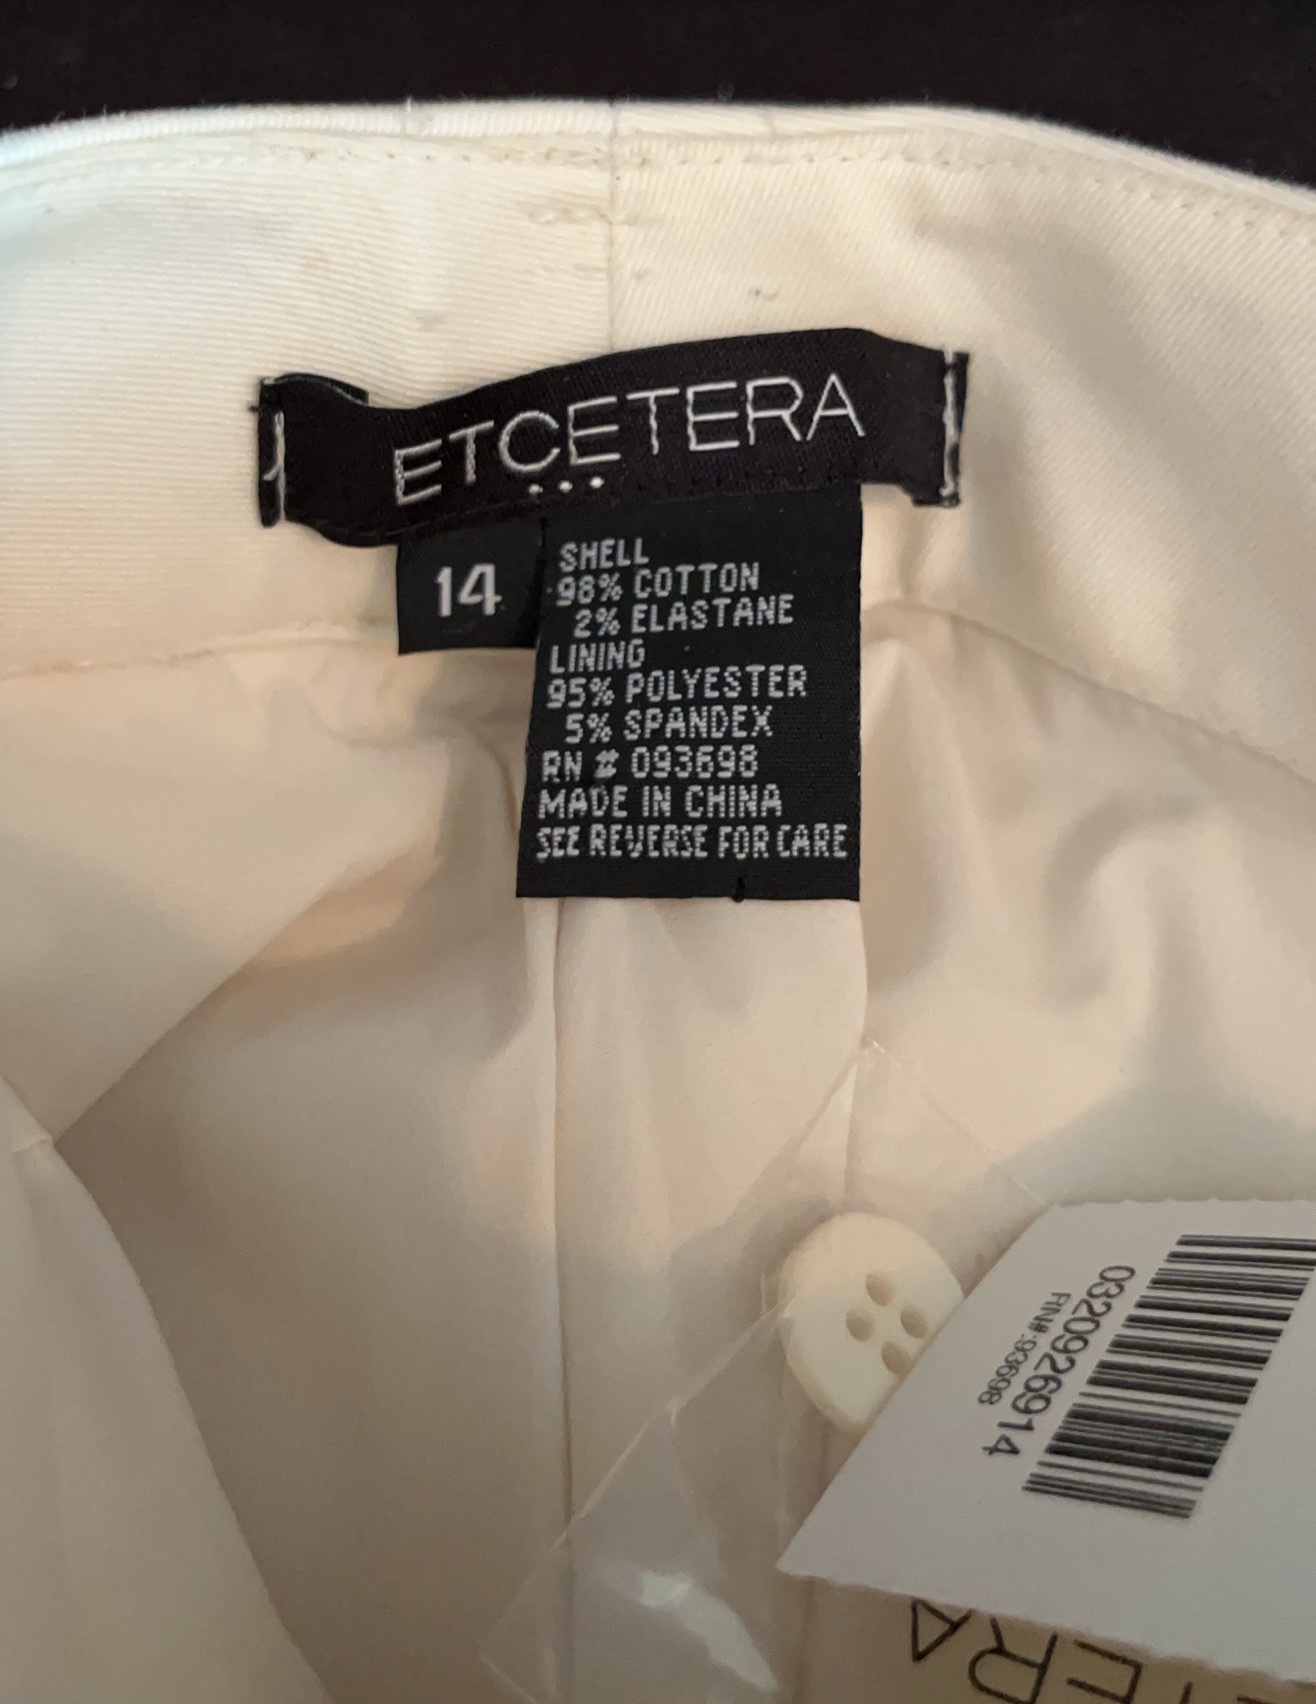 ETCETERA
...
14
SHELL
98% COTTON
2% ELASTANE
LINING
95% POLYESTER
5% SPANDEX
RN # 093698
MADE IN CHINA
SEE REVERSE FOR CARE
0320926914
RN#:93698
ERA